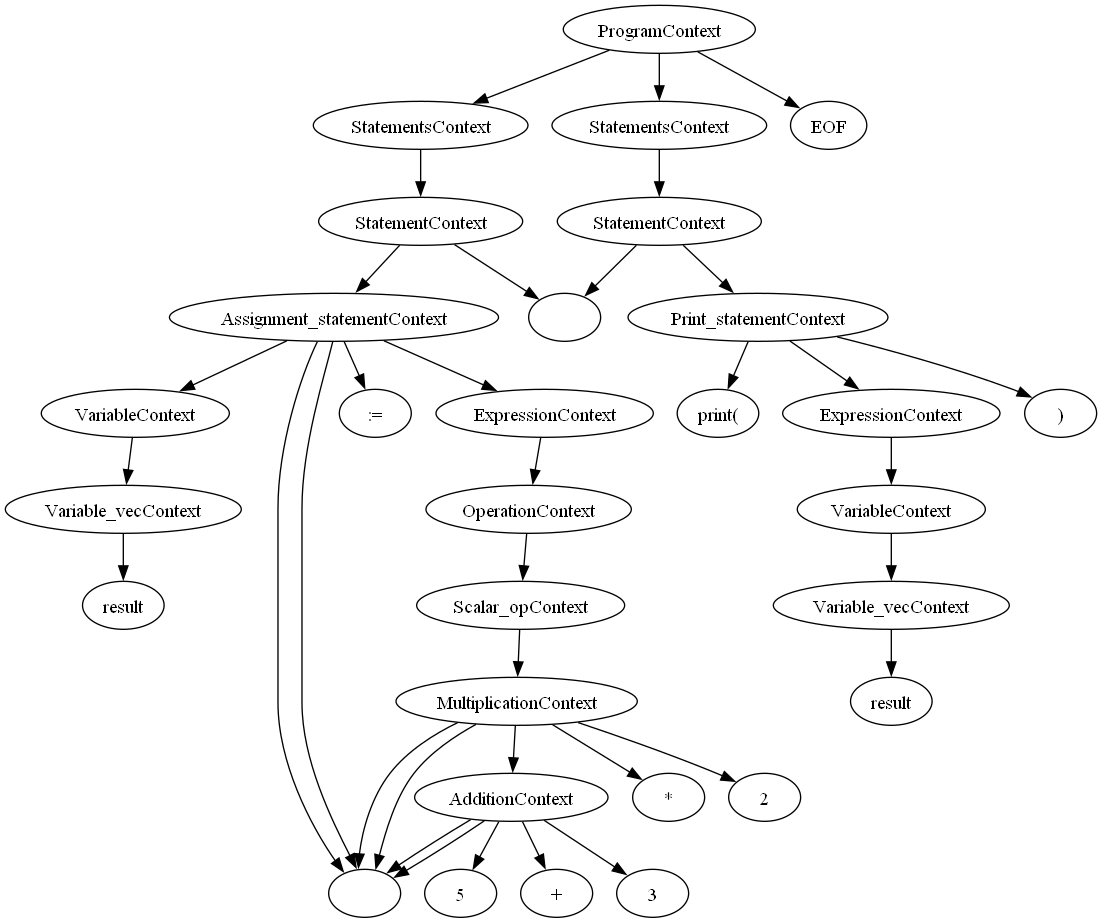 ProgramContext
StatementsContext
StatementsContext
EOF
StatementContext
StatementContext
Assignment_statementContext
Print_statementContext
VariableContext
:=
ExpressionContext
print(
ExpressionContext
)
Variable_vecContext
OperationContext
VariableContext
result
Scalar_opContext
Variable_vecContext
MultiplicationContext
result
AdditionContext
*
2
5
+
3